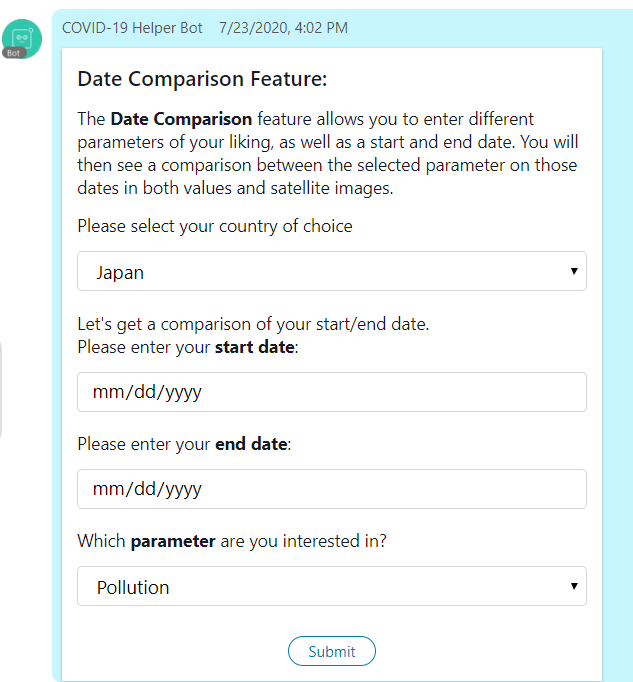 COVID-19 Helper Bot 7/23/2020, 4:02 PM
Bot
Date Comparison Feature:
The Date Comparison feature allows you to enter different
parameters of your liking, as well as a start and end date. You will
then see a comparison between the selected parameter on those
dates in both values and satellite images.
Please select your country of choice
Japan
Let's get a comparison of your start/end date.
Please enter your start date:
mm/dd/yyyy
Please enter your end date:
mm/dd/yyyy
Which parameter are you interested in?
Pollution
Submit